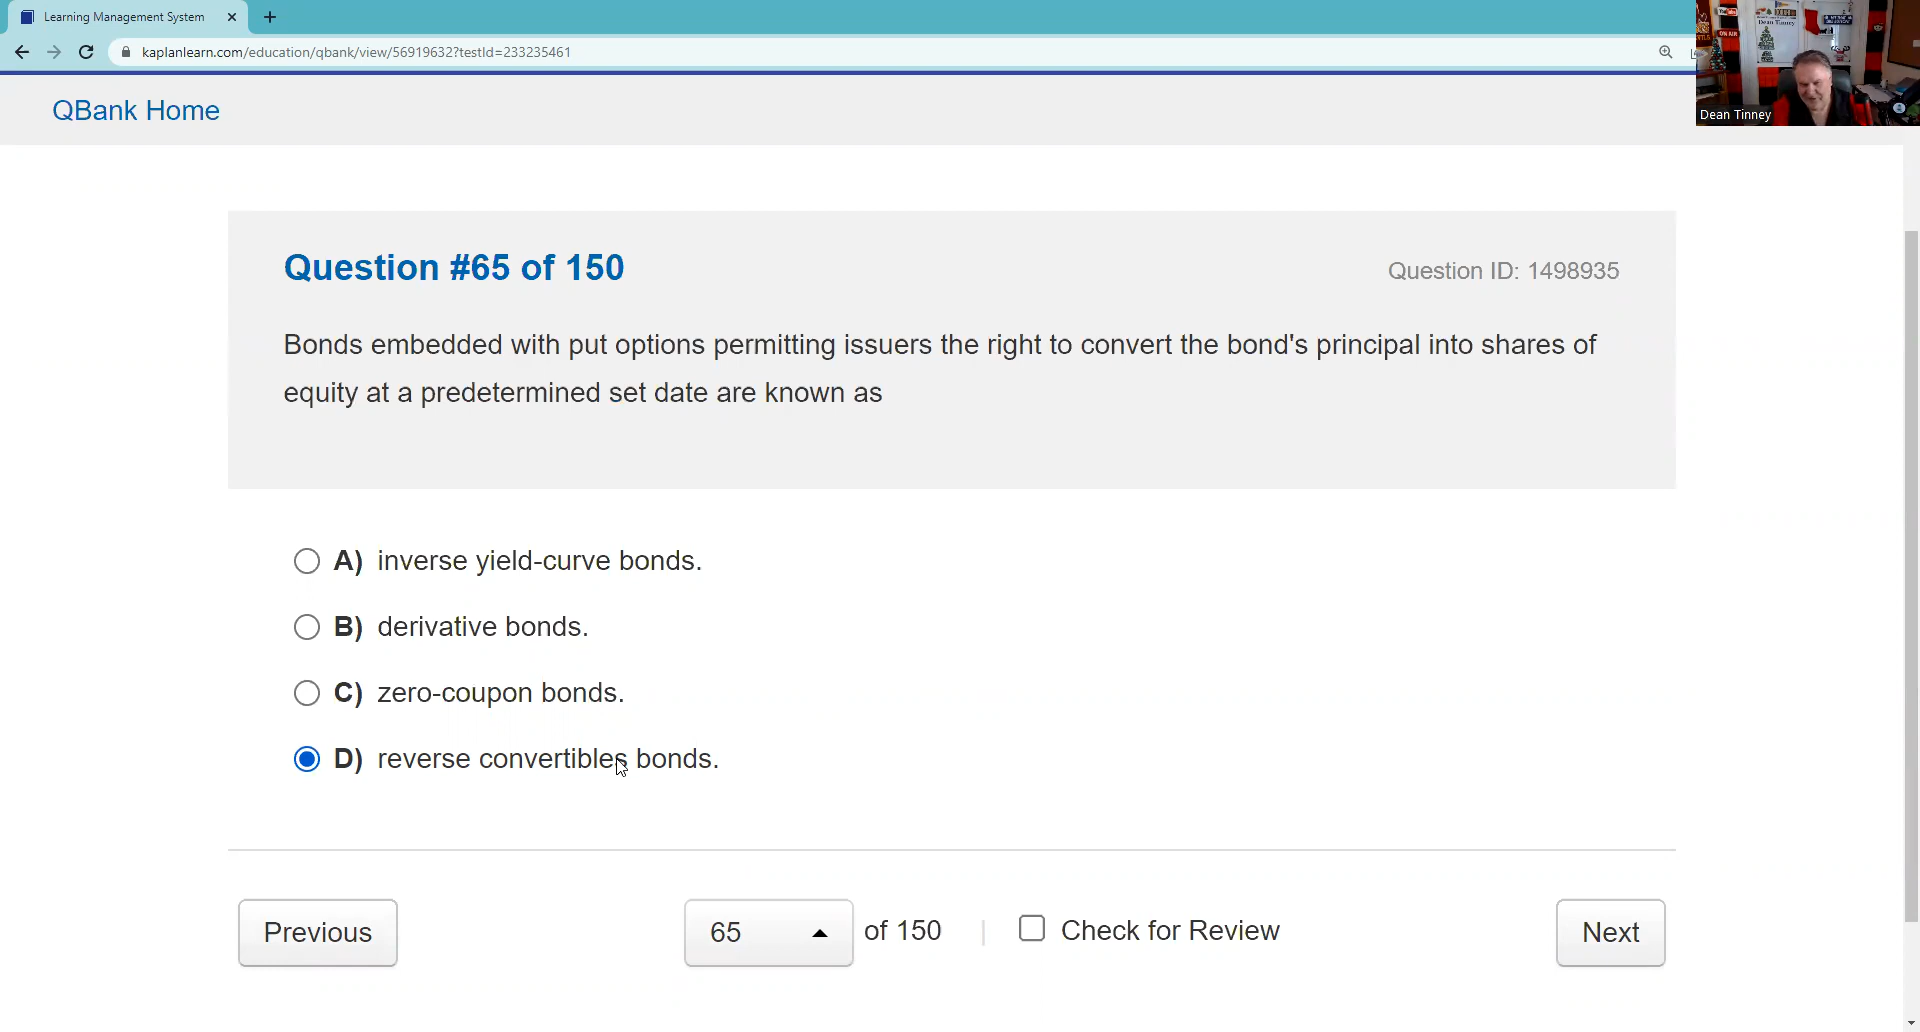 Learning Management System
kaplanlearn.com/education/qbank/view/56919632?testId=233235461
Dean Tinney
QBank Home
Question #65 of 150
Question ID: 1498935
Bonds embedded with put options permitting issuers the right to convert the bond's principal into shares of
equity at a predetermined set date are known as
A) inverse yield-curve bonds.
B) derivative bonds.
C) zero-coupon bonds.
D) reverse convertibles bonds.
Previous
65
of 150
Check for Review
Next